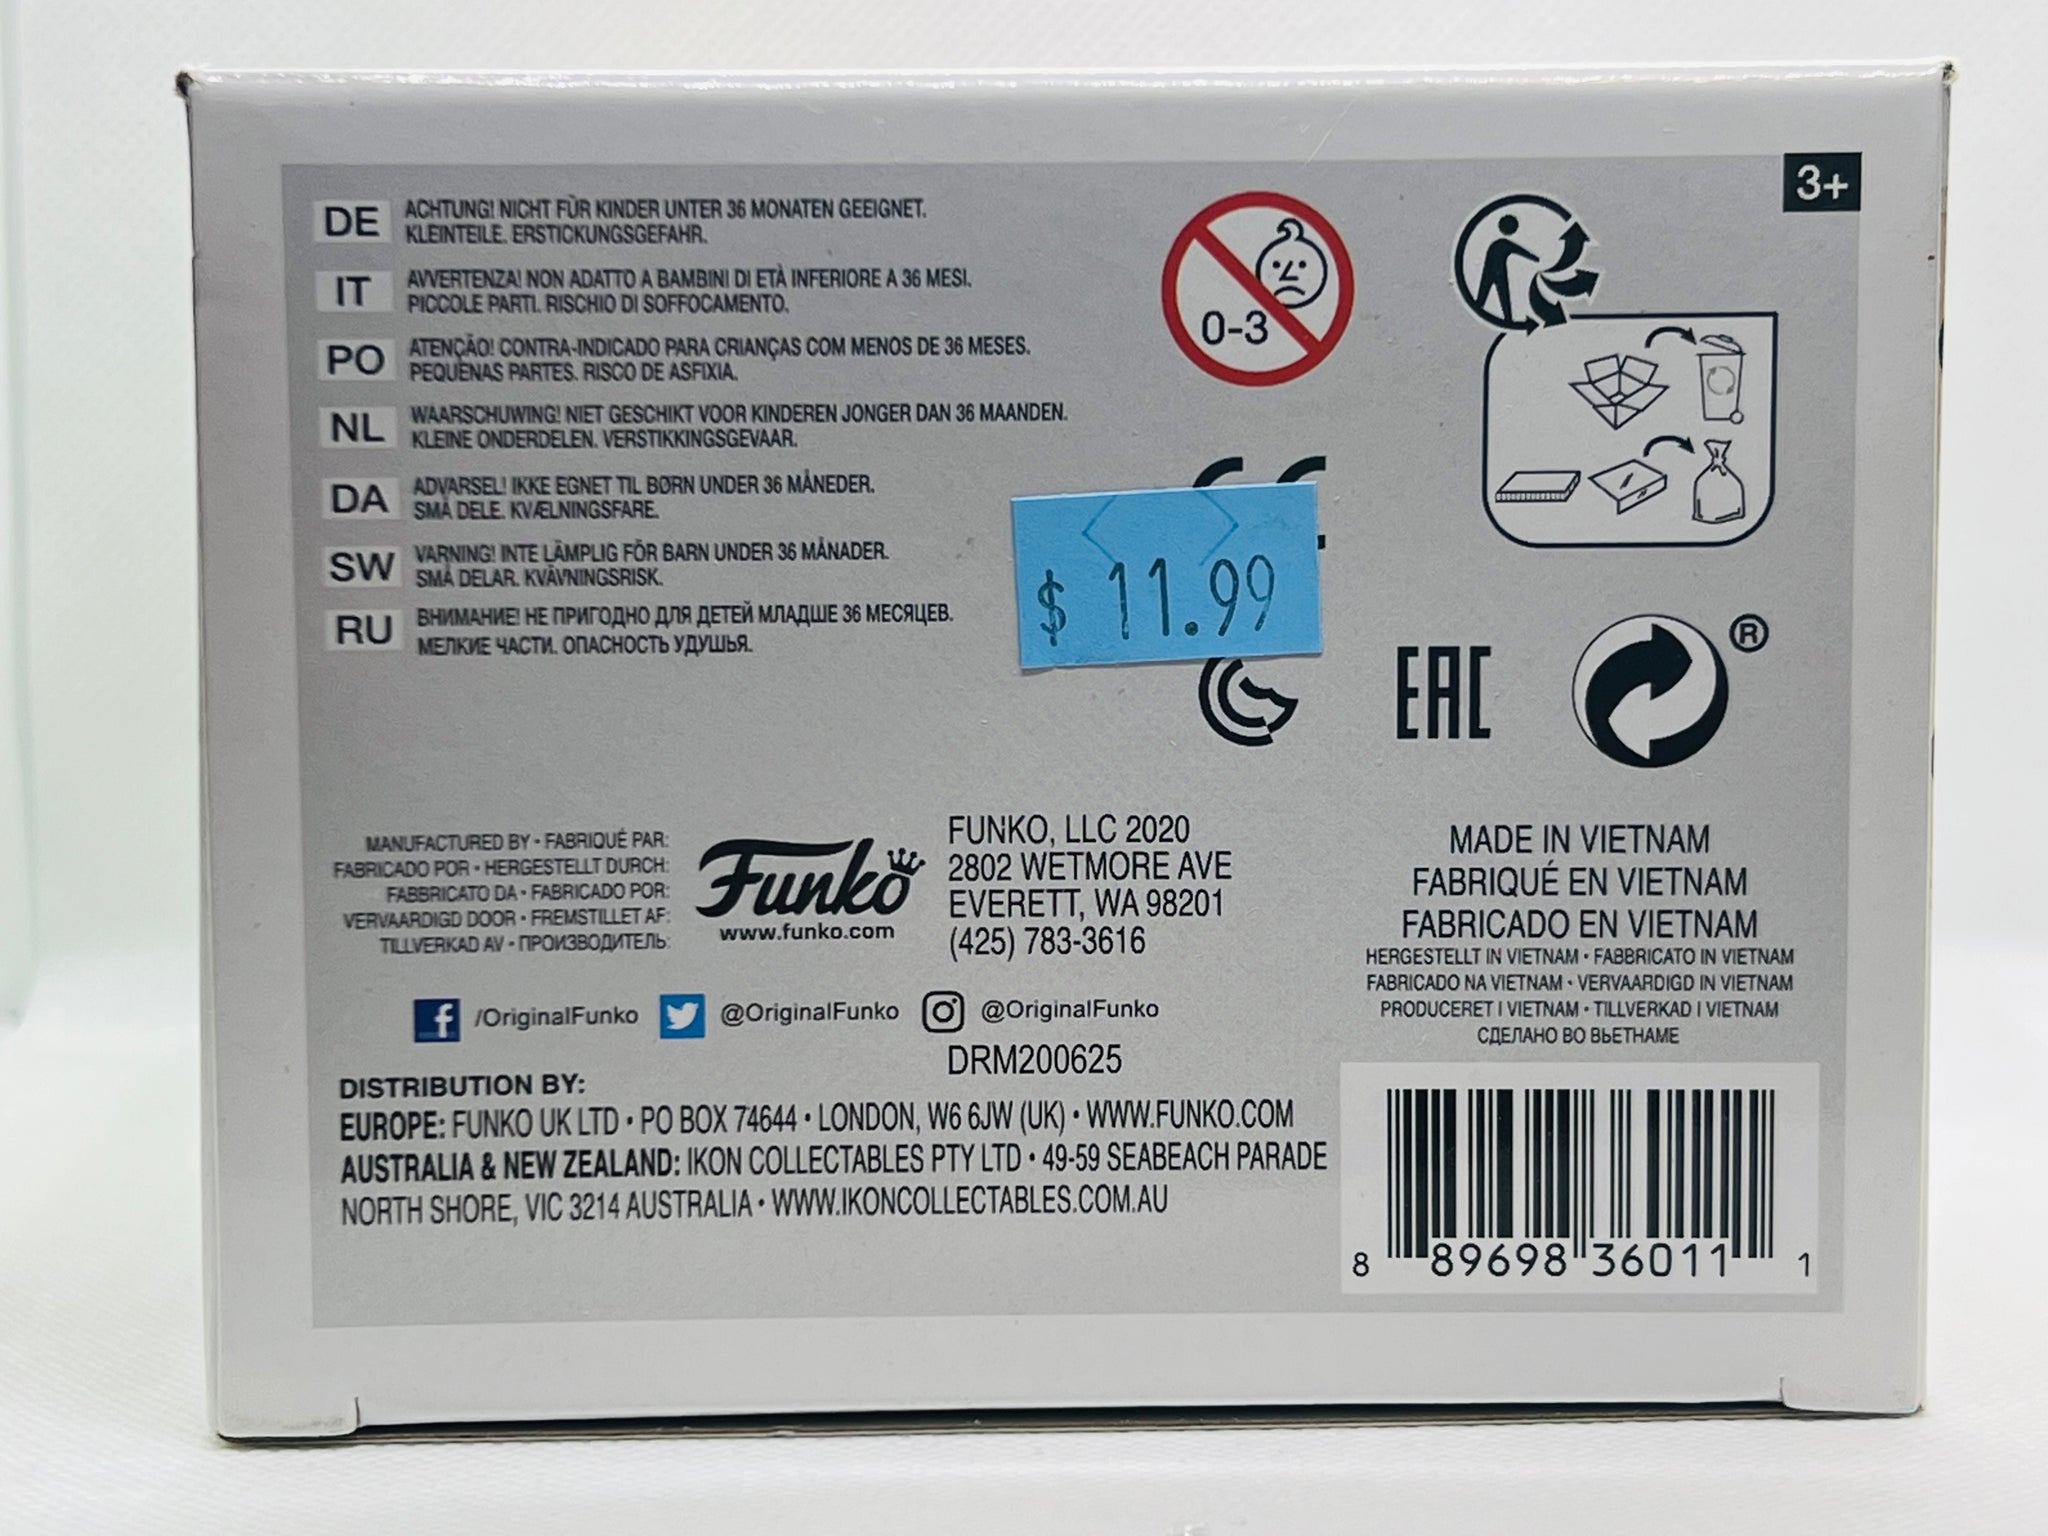 3+
DE
ACHTUNG! NICHT FÜR KINDER UNTER 36 MONATEN GEEIGNET.
KLEINTEILE. ERSTICKUNGSGEFAHR.
IT
AVVERTENZA! NON ADATTO A BAMBINI DI ETÀ INFERIORE A 36 MESI.
PICCOLE PARTI. RISCHIO DI SOFFOCAMENTO.
PO
ATENÇÃO! CONTRA-INDICADO PARA CRIANÇAS COM MENOS DE 36 MESES.
PEQUENAS PARTES. RISCO DE ASFIXIA.
NL
WAARSCHUWING! NIET GESCHIKT VOOR KINDEREN JONGER DAN 36 MAANDEN.
KLEINE ONDERDELEN. VERSTIKKINGSGEVAAR.
DA
ADVARSEL! IKKE EGNET TIL BØRN UNDER 36 MÅNEDER.
SMÅ DELE. KVÆLNINGSFARE.
SW
VARNING! INTE LÄMPLIG FÖR BARN UNDER 36 MÅNADER.
SMÅ DELAR. KVÄVNINGSRISK.
RU
ВНИМАНИЕ! НЕ ПРИГОДНО ДЛЯ ДЕТЕЙ МЛАДШЕ 36 МЕСЯЦЕВ.
МЕЛКИЕ ЧАСТИ. ОПАСНОСТЬ УДУШЬЯ.
0-3
$ 11.99
EAC
®
MANUFACTURED BY • FABRIQUÉ PAR:
FABRICADO POR • HERGESTELLT DURCH:
FABBRICATO DA • FABRICADO POR:
VERVAARDIGD DOOR • FREMSTILLET AF:
TILLVERKAD AV • ПРОИЗВОДИТЕЛЬ:
Funko
www.funko.com
FUNKO, LLC 2020
2802 WETMORE AVE
EVERETT, WA 98201
(425) 783-3616
MADE IN VIETNAM
FABRIQUÉ EN VIETNAM
FABRICADO EN VIETNAM
HERGESTELLT IN VIETNAM • FABBRICATO IN VIETNAM
FABRICADO NA VIETNAM • VERVAARDIGD IN VIETNAM
PRODUCERET I VIETNAM • TILLVERKAD I VIETNAM
СДЕЛАНО ВО ВЬЕТНАМЕ
f /OriginalFunko @OriginalFunko @OriginalFunko
DRM200625
DISTRIBUTION BY:
EUROPE: FUNKO UK LTD • PO BOX 74644 • LONDON, W6 6JW (UK) • WWW.FUNKO.COM
AUSTRALIA & NEW ZEALAND: IKON COLLECTABLES PTY LTD • 49-59 SEABEACH PARADE
NORTH SHORE, VIC 3214 AUSTRALIA • WWW.IKONCOLLECTABLES.COM.AU
8 89698 36011 1